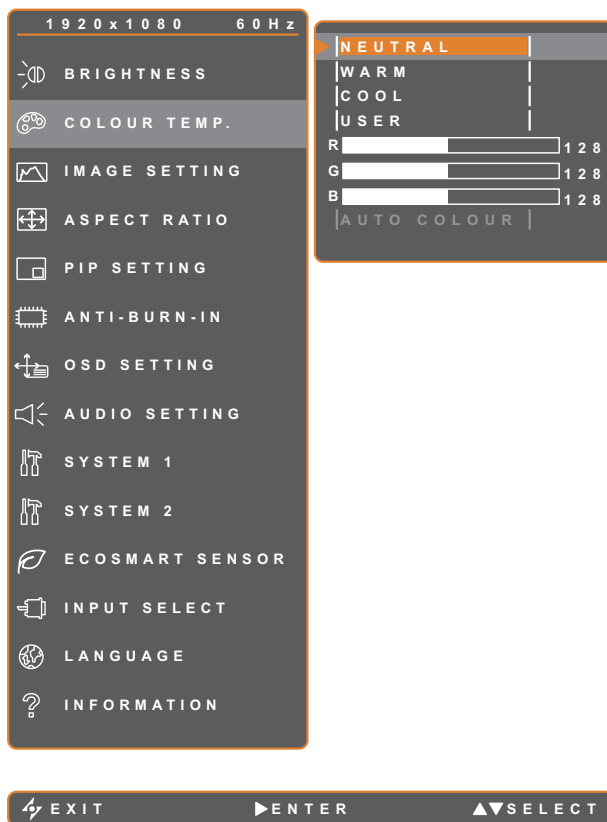 1920x1080 60Hz
BRIGHTNESS
COLOUR TEMP.
IMAGE SETTING
ASPECT RATIO
PIP SETTING
ANTI-BURN-IN
OSD SETTING
AUDIO SETTING
SYSTEM 1
SYSTEM 2
ECOSMART SENSOR
INPUT SELECT
LANGUAGE
INFORMATION
NEUTRAL
WARM
COOL
USER
R 128
G 128
B 128
AUTO COLOUR
EXIT ENTER SELECT